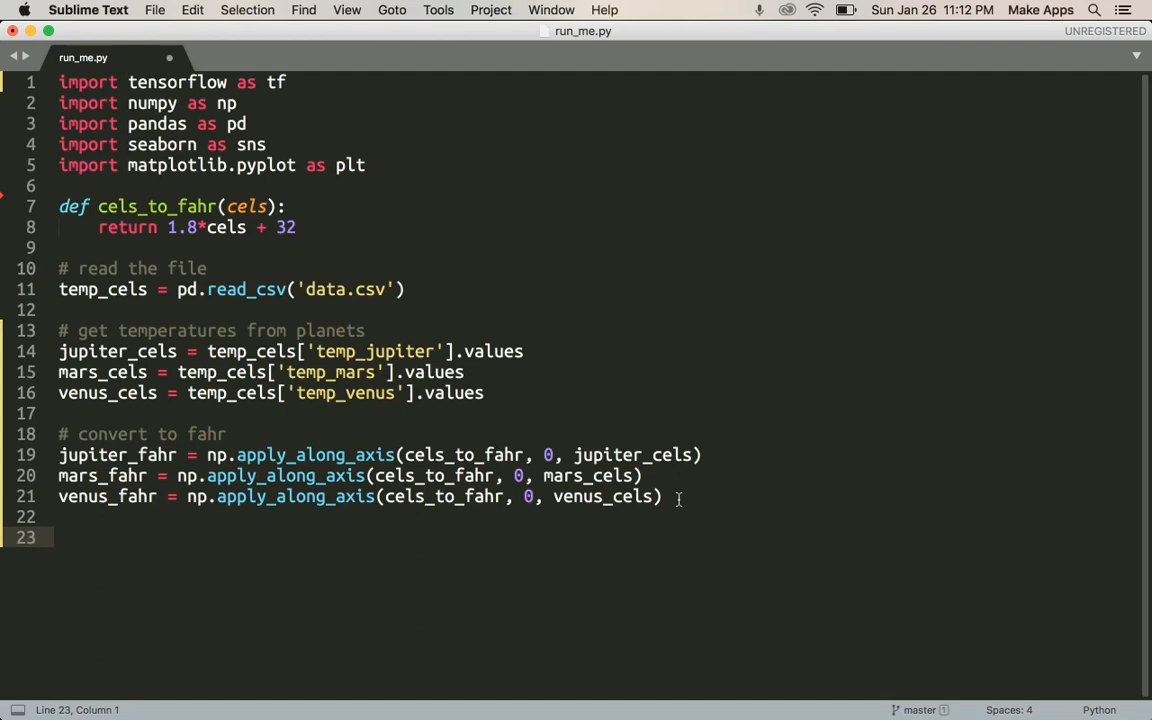 Sublime Text File Edit Selection Find View Goto Tools Project Window Help Sun Jan 26 11:12 PM Make Apps
run_me.py UNREGISTERED
run_me.py
1 import tensorflow as tf
2 import numpy as np
3 import pandas as pd
4 import seaborn as sns
5 import matplotlib.pyplot as plt
6
7 def cels_to_fahr(cels):
8 return 1.8*cels + 32
9
10 # read the file
11 temp_cels = pd.read_csv('data.csv')
12
13 # get temperatures from planets
14 jupiter_cels = temp_cels['temp_jupiter'].values
15 mars_cels = temp_cels['temp_mars'].values
16 venus_cels = temp_cels['temp_venus'].values
17
18 # convert to fahr
19 jupiter_fahr = np.apply_along_axis(cels_to_fahr, 0, jupiter_cels)
20 mars_fahr = np.apply_along_axis(cels_to_fahr, 0, mars_cels)
21 venus_fahr = np.apply_along_axis(cels_to_fahr, 0, venus_cels)
22
23
Line 23, Column 1 master 1 Spaces: 4 Python